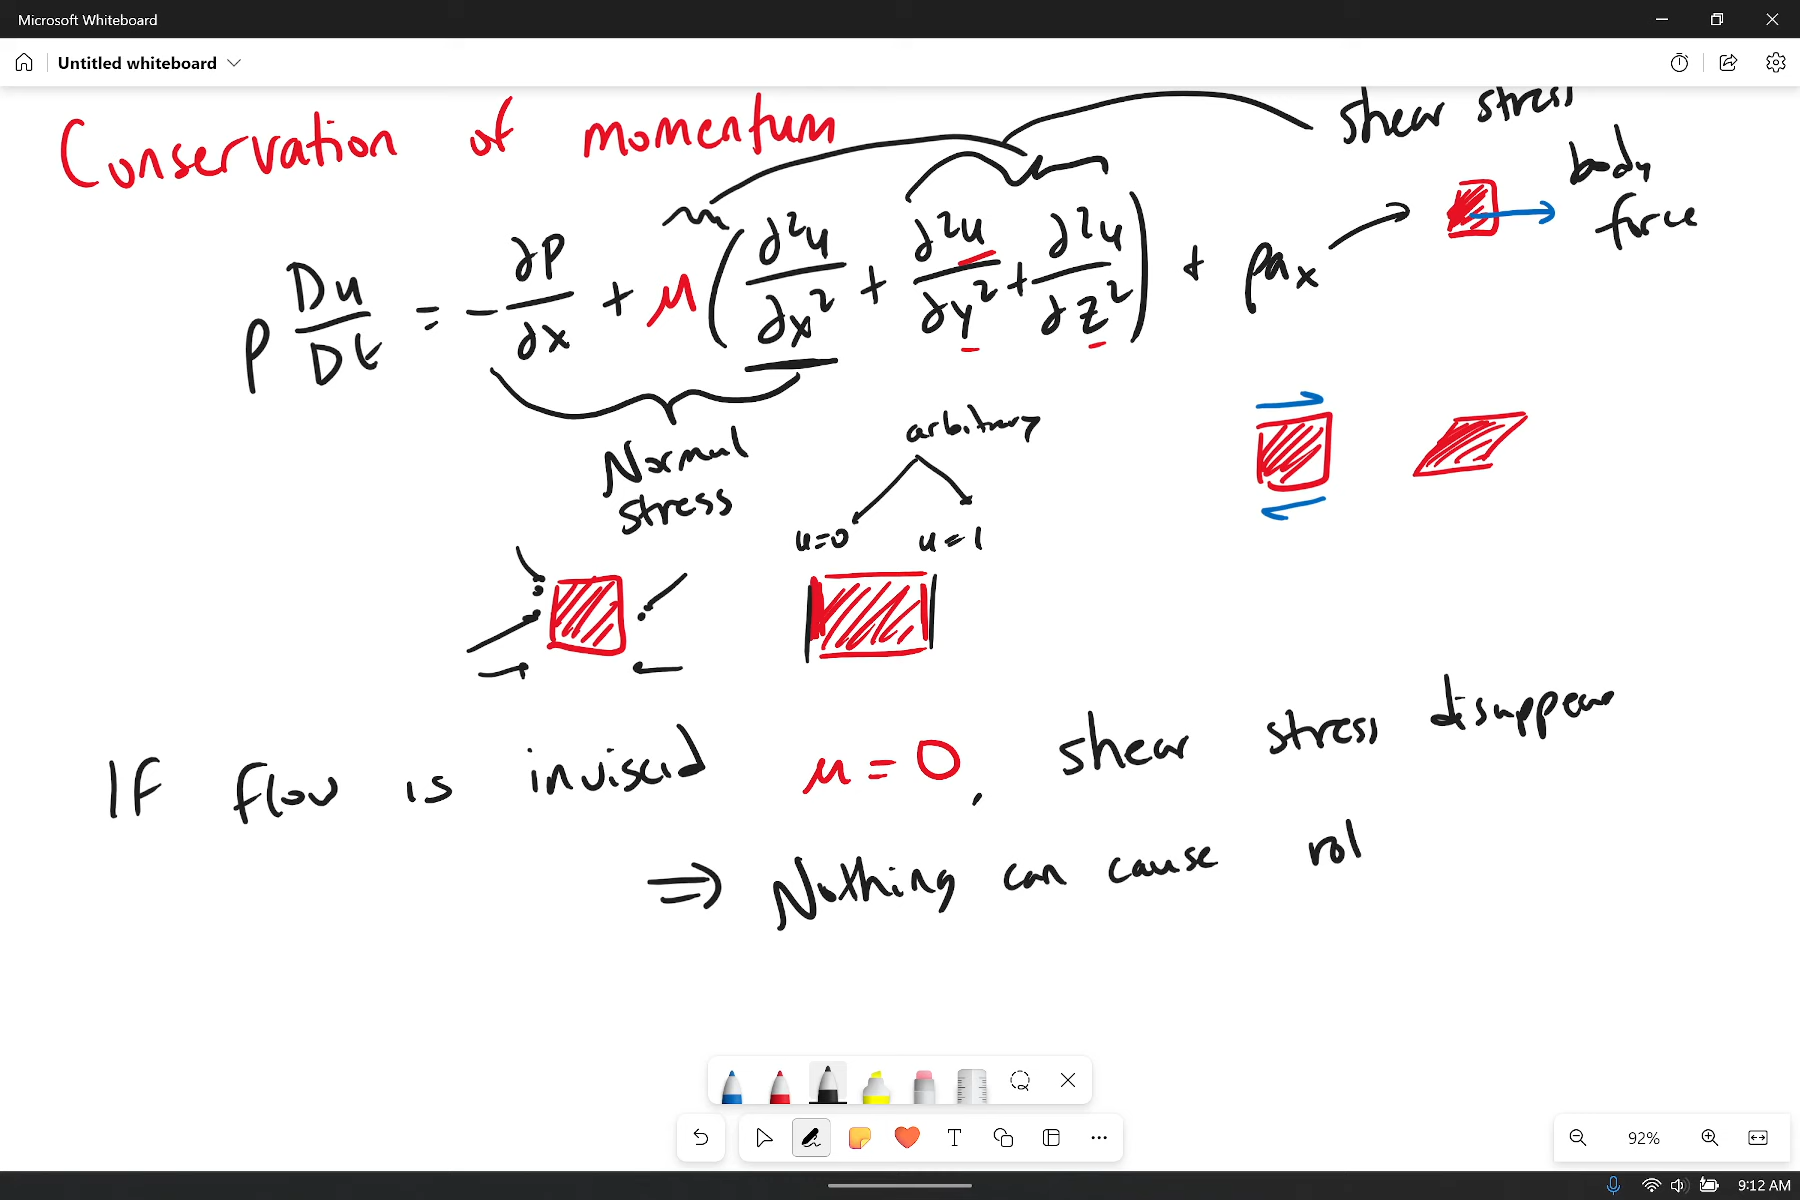 Microsoft Whiteboard
Untitled whiteboard
Conservation of momentum
shear stress
body
force
ρ Du/Dt = -∂P/∂x + μ(∂²u/∂x² + ∂²u/∂y² + ∂²u/∂z²) + ρax
Normal
stress
arbitrary
u=0 u=1
If flow is inviscid μ=0, shear stress disappear
⇒ Nothing can cause rot
92%
9:12 AM